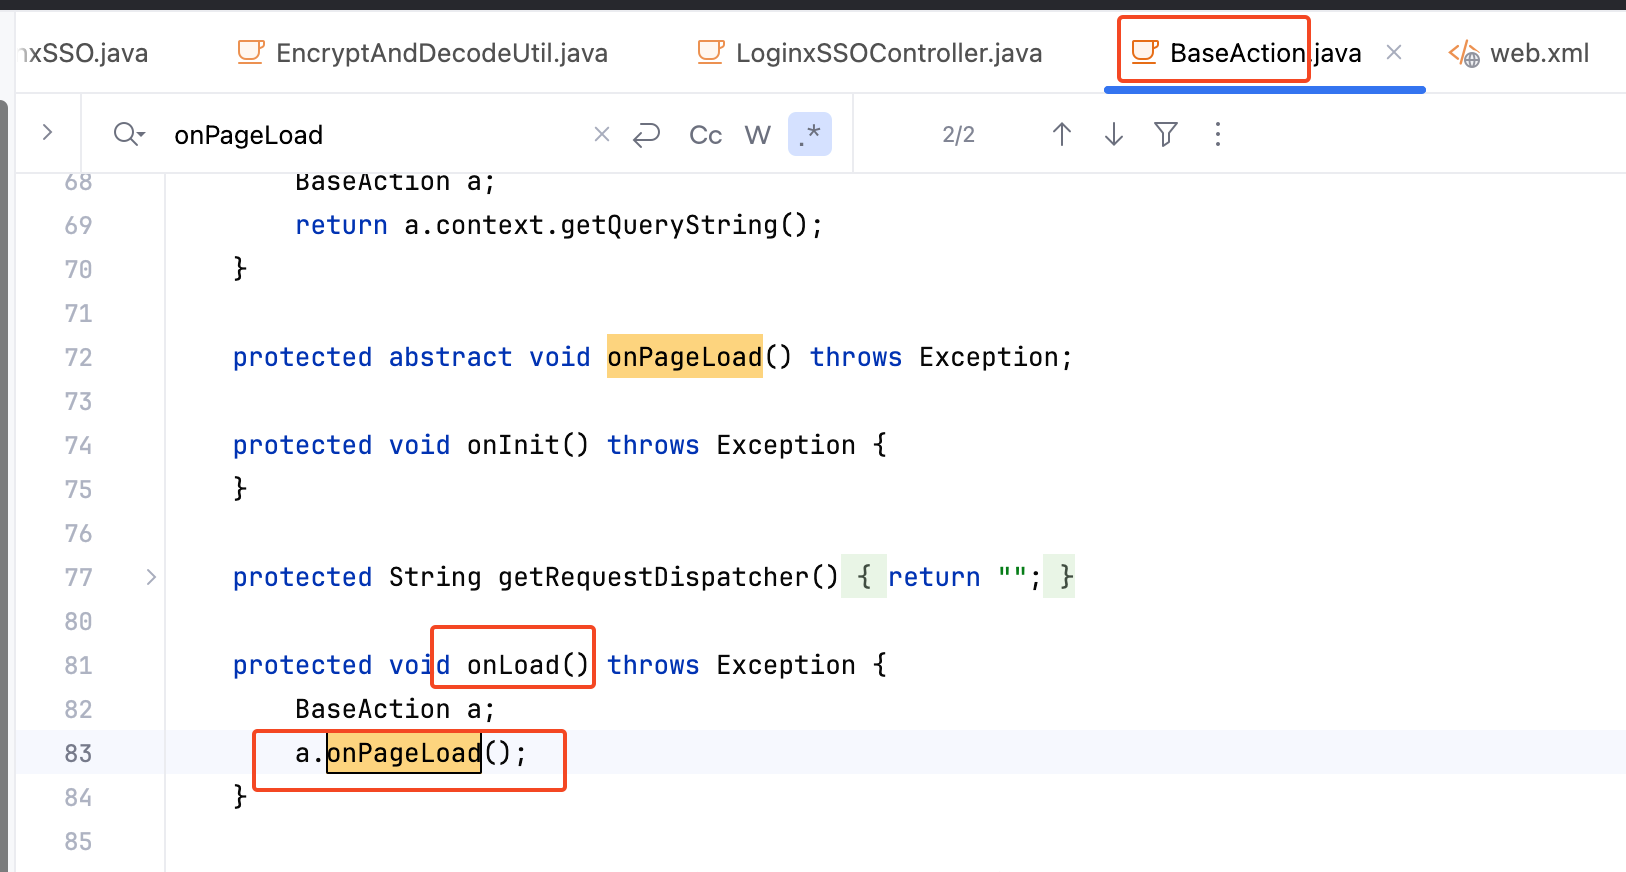 nxSSO.java EncryptAndDecodeUtil.java LoginxSSOController.java BaseAction.java web.xml
onPageLoad Cc W .* 2/2
68 BaseAction a;
69 return a.context.getQueryString();
70 }
71
72 protected abstract void onPageLoad() throws Exception;
73
74 protected void onInit() throws Exception {
75 }
76
77 protected String getRequestDispatcher() { return ""; }
80
81 protected void onLoad() throws Exception {
82 BaseAction a;
83 a.onPageLoad();
84 }
85